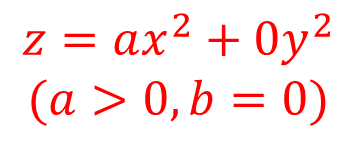 z = ax² + 0y²
(a > 0, b = 0)